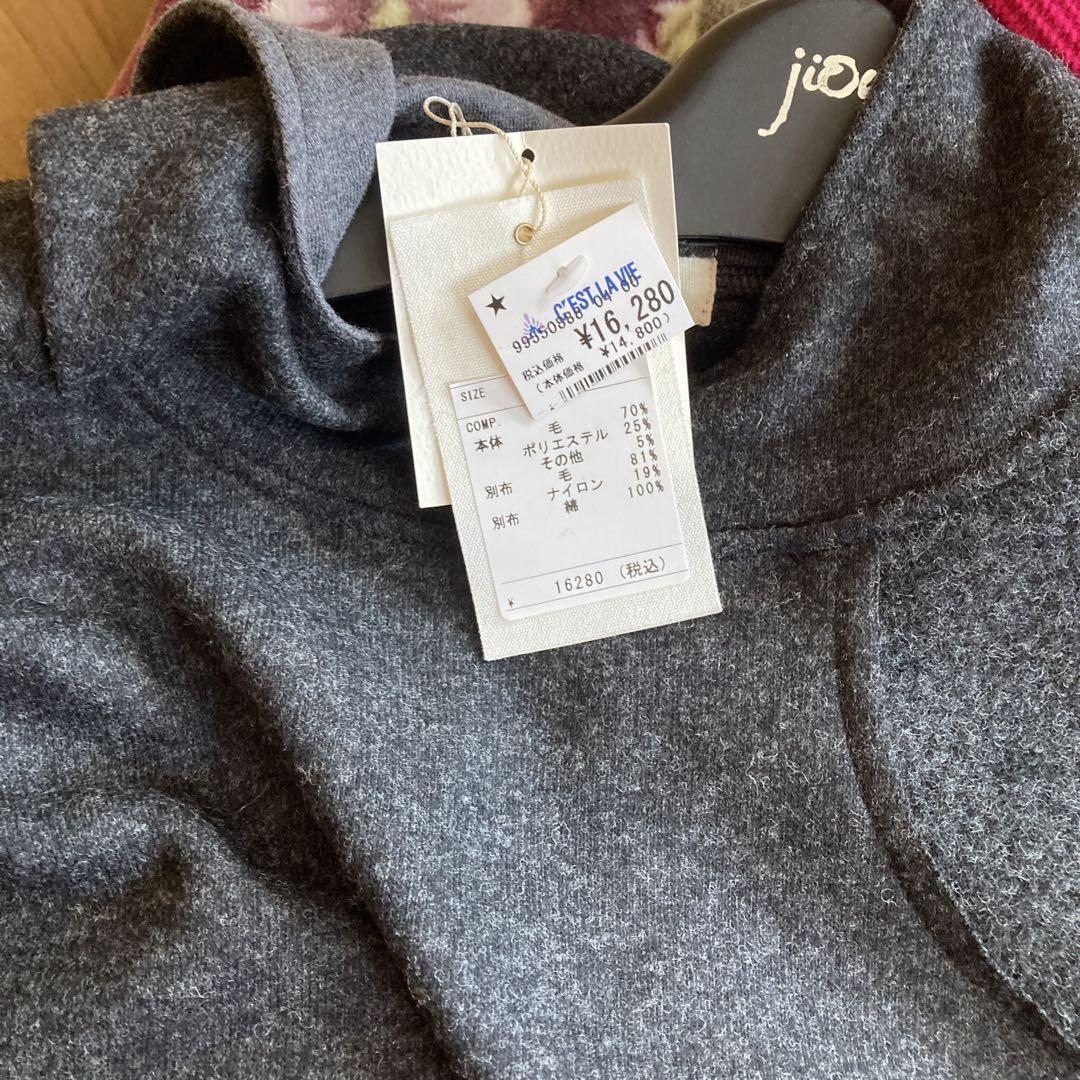 jiou
★
C'EST LA VIE
¥16,280
税込価格
(本体価格 ¥14,800)
SIZE
COMP.
本体 毛 70%
ポリエステル 25%
その他 5%
別布 毛 81%
ナイロン 19%
別布 綿 100%
¥ 16280 (税込)